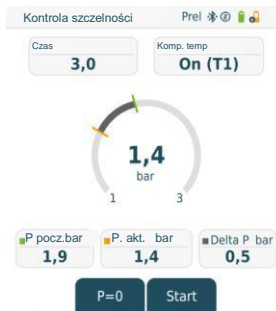 Kontrola szczelności Prel
Czas Komp. temp
3,0 On (T1)
1,4
bar
1 3
P pocz.bar P. akt. bar Delta P bar
1,9 1,4 0,5
P=0 Start